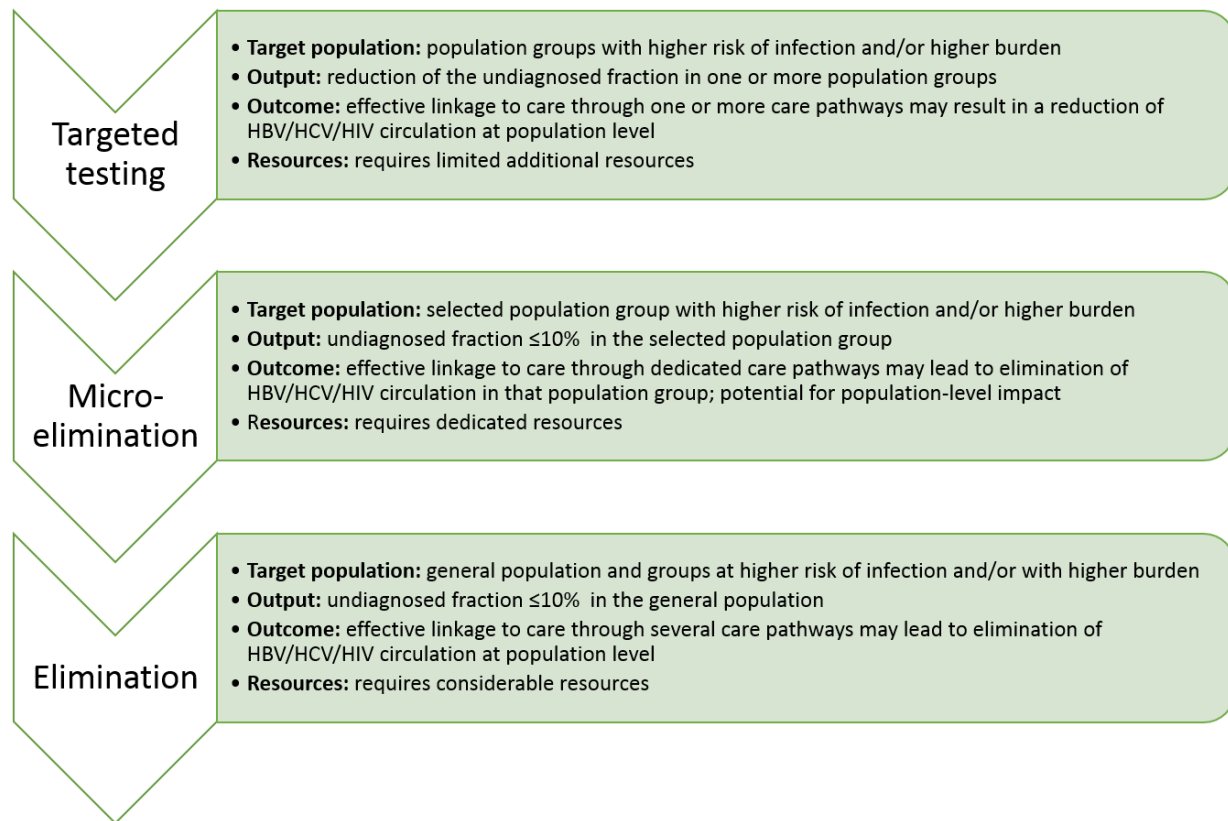 Targeted
testing
• Target population: population groups with higher risk of infection and/or higher burden
• Output: reduction of the undiagnosed fraction in one or more population groups
• Outcome: effective linkage to care through one or more care pathways may result in a reduction of
HBV/HCV/HIV circulation at population level
• Resources: requires limited additional resources
Micro-
elimination
• Target population: selected population group with higher risk of infection and/or higher burden
• Output: undiagnosed fraction ≤10% in the selected population group
• Outcome: effective linkage to care through dedicated care pathways may lead to elimination of
HBV/HCV/HIV circulation in that population group; potential for population-level impact
• Resources: requires dedicated resources
Elimination
• Target population: general population and groups at higher risk of infection and/or with higher burden
• Output: undiagnosed fraction ≤10% in the general population
• Outcome: effective linkage to care through several care pathways may lead to elimination of
HBV/HCV/HIV circulation at population level
• Resources: requires considerable resources